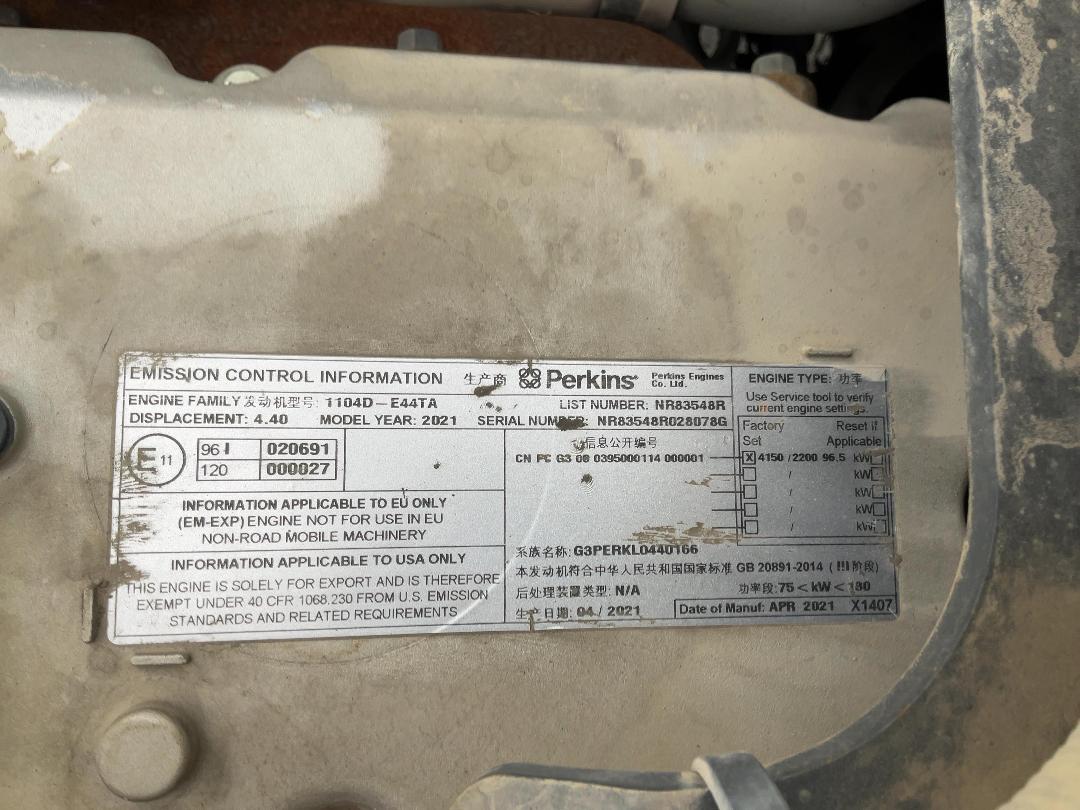 EMISSION CONTROL INFORMATION 生产商 Perkins Perkins Engines Co. Ltd.
ENGINE FAMILY 发动机型号: 1104D-E44TA LIST NUMBER: NR83548R
DISPLACEMENT: 4.40 MODEL YEAR: 2021 SERIAL NUMBER: NR83548R028078G
ENGINE TYPE: 功率
Use Service tool to verify
current engine settings.
Factory Reset if
Set Applicable
X 4150 / 2200 96.5 kW
/ kW
/ kW
/ kW
/ kW
E 11
96 020691
120 000027
信息公开编号
CN PC G3 00 0395000114 000001
INFORMATION APPLICABLE TO EU ONLY
(EM-EXP) ENGINE NOT FOR USE IN EU
NON-ROAD MOBILE MACHINERY
INFORMATION APPLICABLE TO USA ONLY
THIS ENGINE IS SOLELY FOR EXPORT AND IS THEREFORE
EXEMPT UNDER 40 CFR 1068.230 FROM U.S. EMISSION
STANDARDS AND RELATED REQUIREMENTS
系族名称: G3PERKL0440166
本发动机符合中华人民共和国国家标准 GB 20891-2014 (III阶段)
后处理装置类型: N/A 功率段: 75<kW<130
生产日期: 04 / 2021 Date of Manuf: APR 2021 X1407